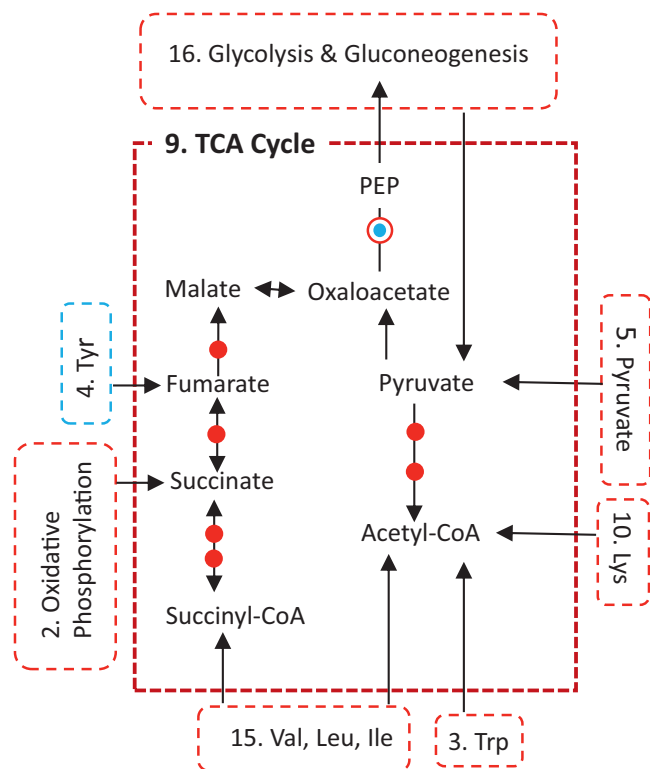 16. Glycolysis & Gluconeogenesis
9. TCA Cycle
PEP
Malate
Oxaloacetate
4. Tyr
Fumarate
Pyruvate
5. Pyruvate
2. Oxidative
Phosphorylation
Succinate
Acetyl-CoA
10. Lys
Succinyl-CoA
15. Val, Leu, Ile
3. Trp